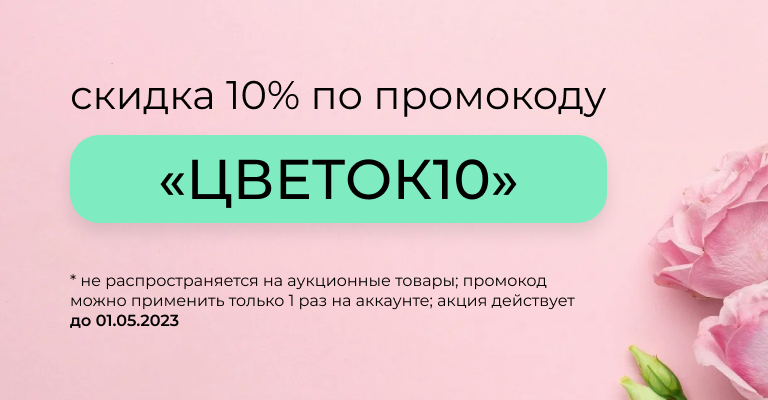 скидка 10% по промокоду
«ЦВЕТОК10»
* не распространяется на аукционные товары; промокод
можно применить только 1 раз на аккаунте; акция действует
до 01.05.2023